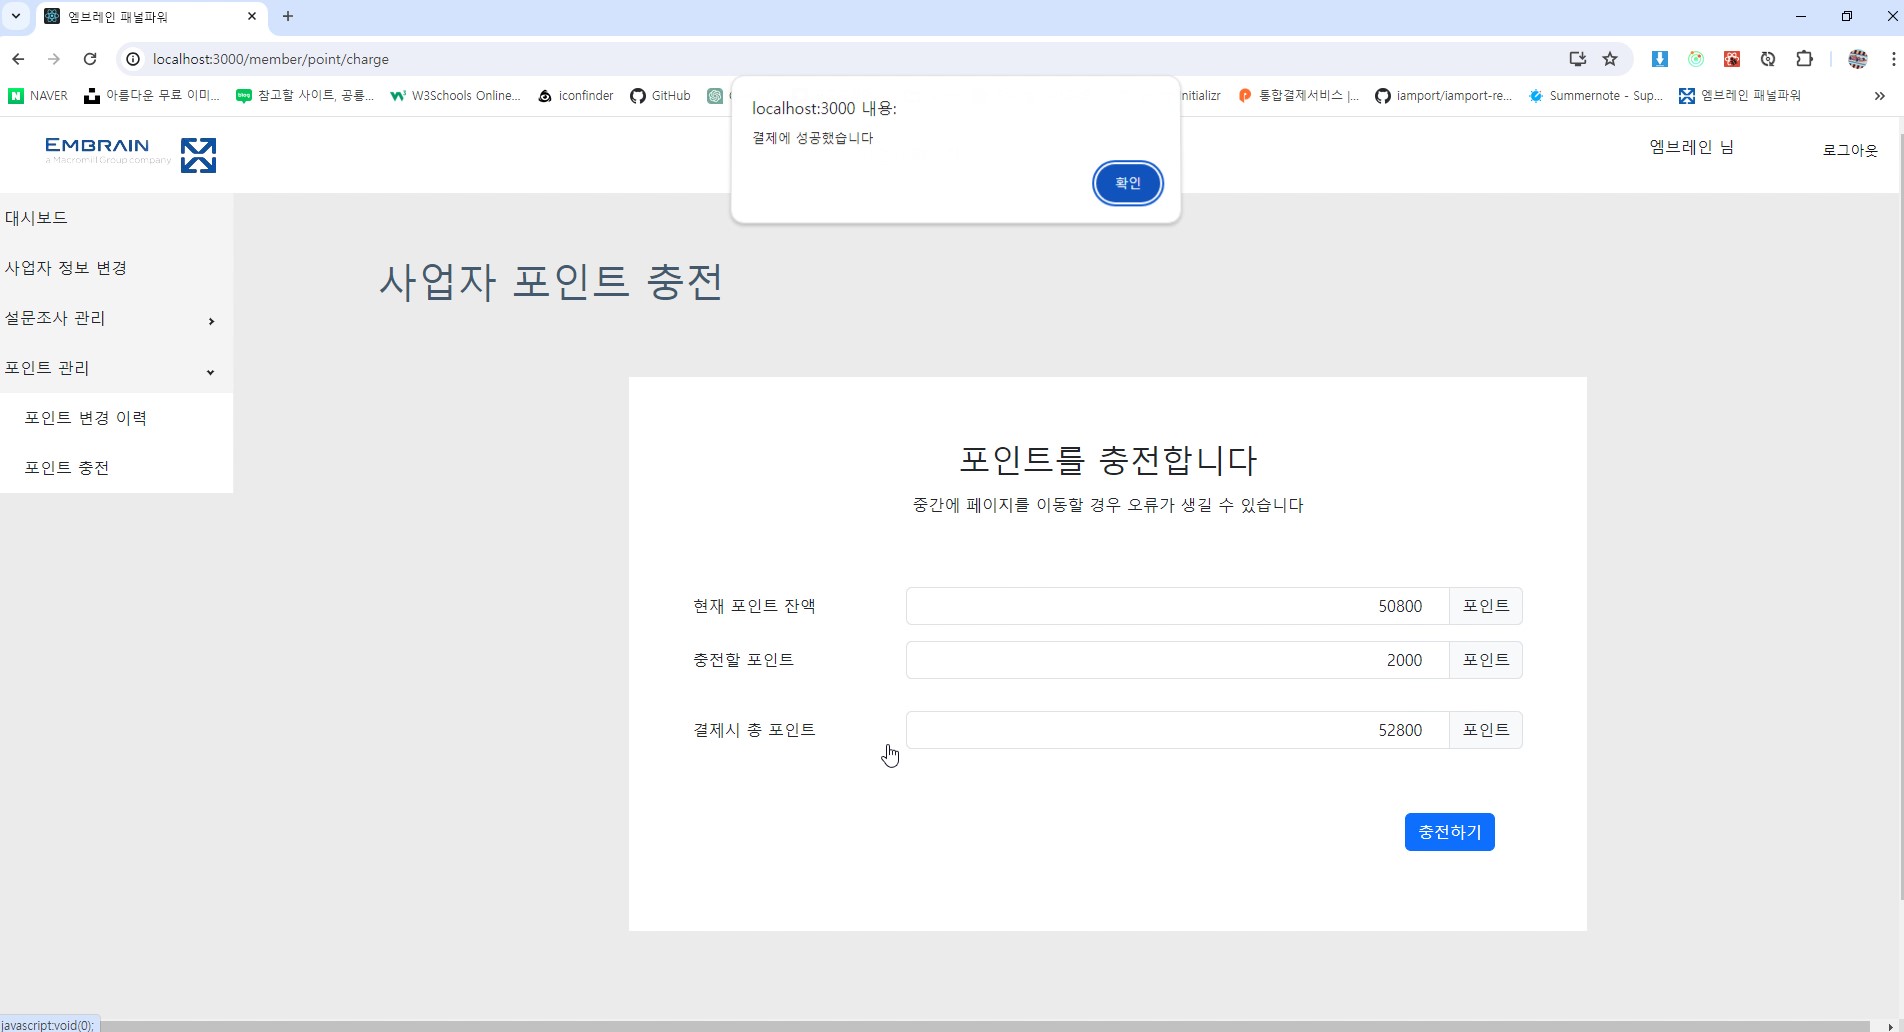 엠브레인 패널파워
localhost:3000/member/point/charge
NAVER
아름다운 무료 이미...
참고할 사이트, 공룡...
W3Schools Online...
iconfinder
GitHub
initializr
통합결제서비스 |...
iamport/iamport-re...
Summernote - Sup...
엠브레인 패널파워
localhost:3000 내용:
결제에 성공했습니다
확인
EMBRAIN
a Macromill Group company
엠브레인 님
로그아웃
대시보드
사업자 정보 변경
설문조사 관리
포인트 관리
포인트 변경 이력
포인트 충전
사업자 포인트 충전
포인트를 충전합니다
중간에 페이지를 이동할 경우 오류가 생길 수 있습니다
현재 포인트 잔액 50800 포인트
충전할 포인트 2000 포인트
결제시 총 포인트 52800 포인트
충전하기
javascript:void(0);